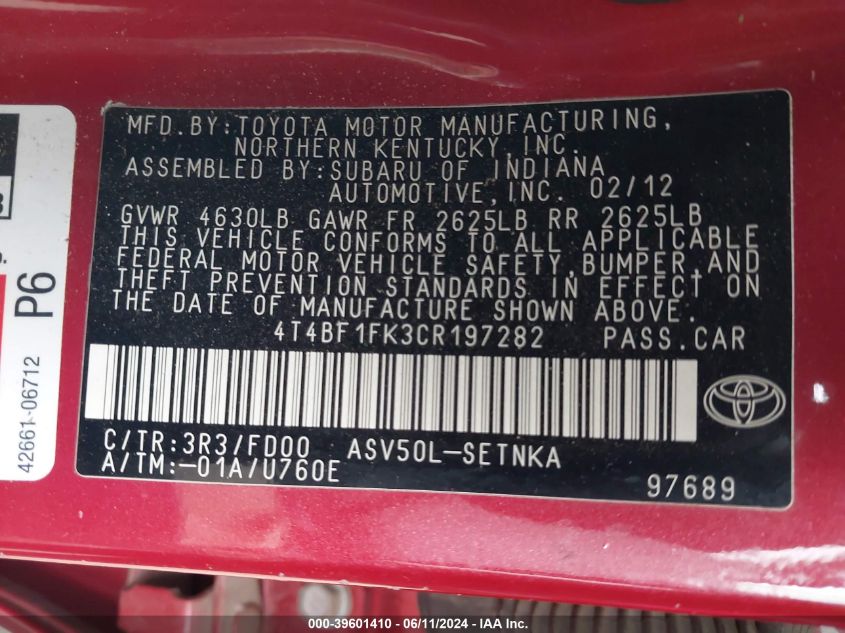 MFD.BY:TOYOTA MOTOR MANUFACTURING,
NORTHERN KENTUCKY,INC.
ASSEMBLED BY:SUBARU OF INDIANA
AUTOMOTIVE,INC. 02/12
GVWR 4630LB GAWR FR 2625LB RR 2625LB
THIS VEHICLE CONFORMS TO ALL APPLICABLE
FEDERAL MOTOR VEHICLE SAFETY,BUMPER,AND
THEFT PREVENTION STANDARDS IN EFFECT ON
THE DATE OF MANUFACTURE SHOWN ABOVE.
4T4BF1FK3CR197282 PASS.CAR
C/TR:3R3/FD00 ASV50L-SETNKA
A/TM:-01A/U760E
97689
P6
42661-06712
000-39601410 - 06/11/2024 - IAA Inc.